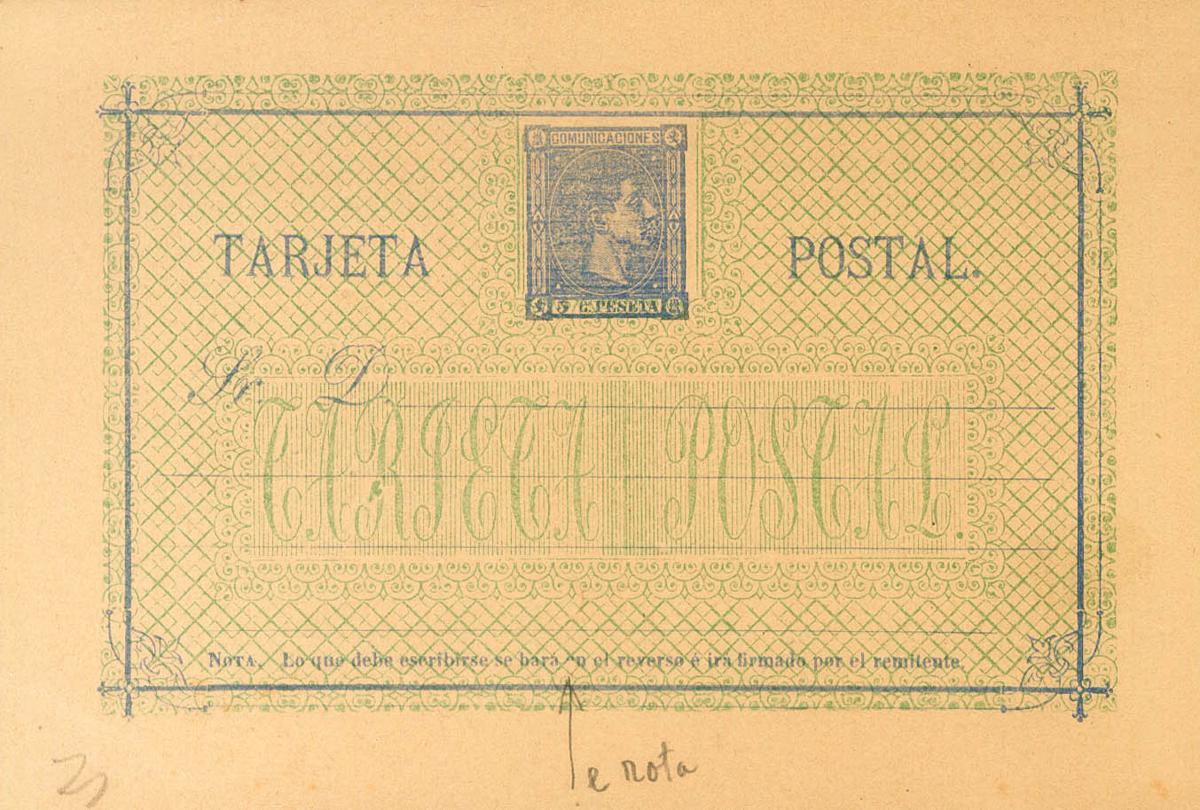 COMUNICACIONES
TARJETA POSTAL.
5 C. PESETA
Sr. D.
TARJETA POSTAL.
NOTA. Lo que debe escribirse se hará en el reverso é irá firmado por el remitente.
e rota